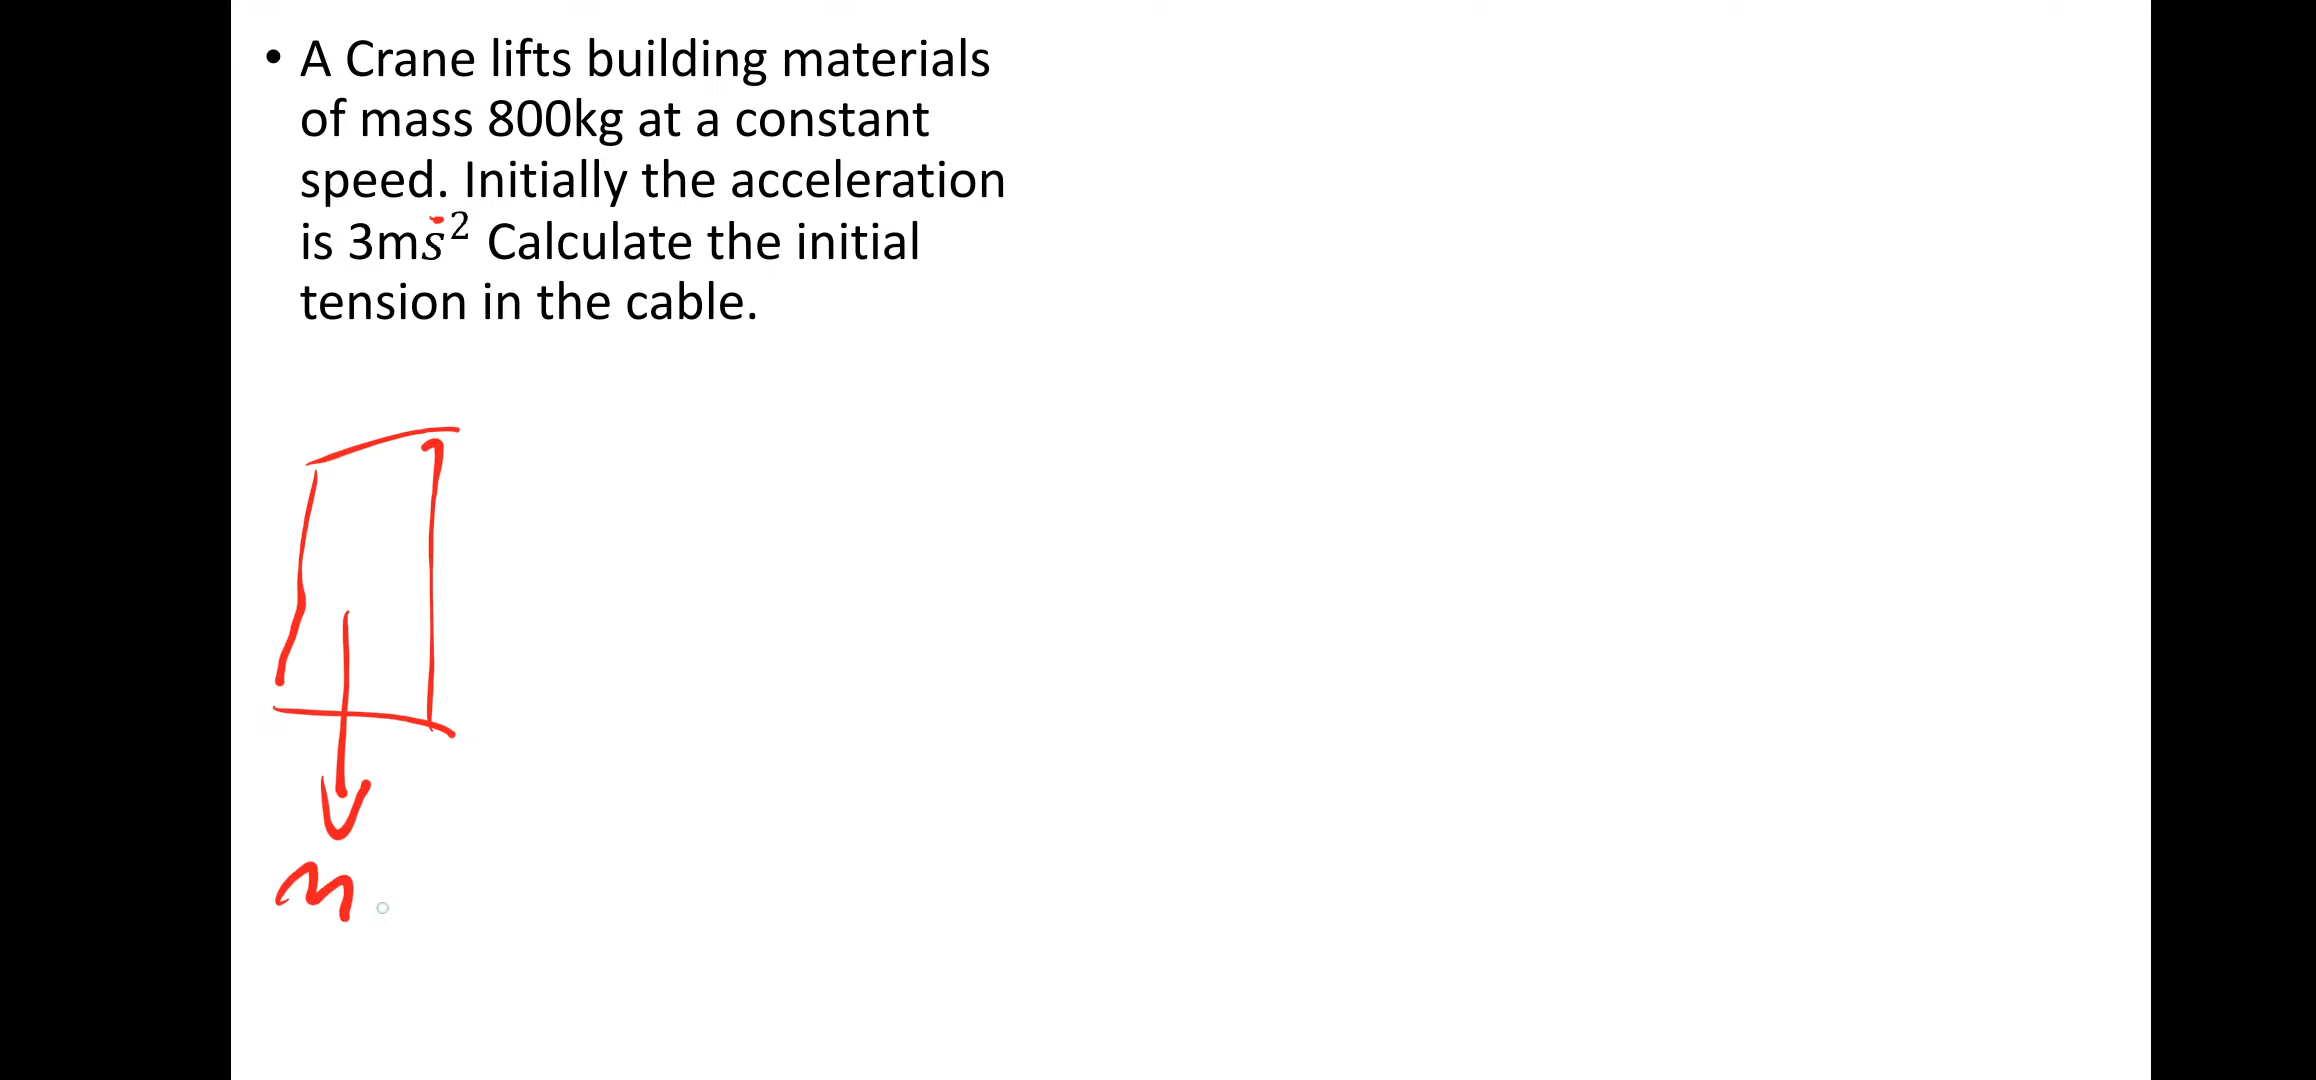 • A Crane lifts building materials
of mass 800kg at a constant
speed. Initially the acceleration
is 3ms⁻² Calculate the initial
tension in the cable.
m